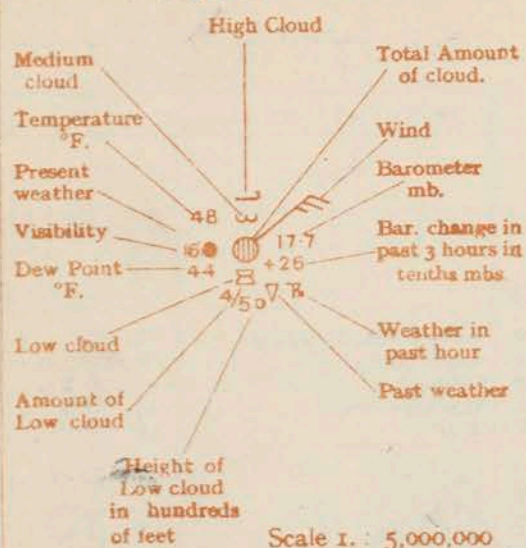 High Cloud
Medium
cloud
Total Amount
of cloud.
Temperature
°F.
Wind
Present
weather
Barometer
mb.
48
Visibility
16
17.7
Bar. change in
past 3 hours in
tenths mbs
+26
Dew Point
°F.
44
4/50
Low cloud
Weather in
past hour
Amount of
Low cloud
Past weather
Height of
Low cloud
in hundreds
of feet
Scale 1. : 5,000,000